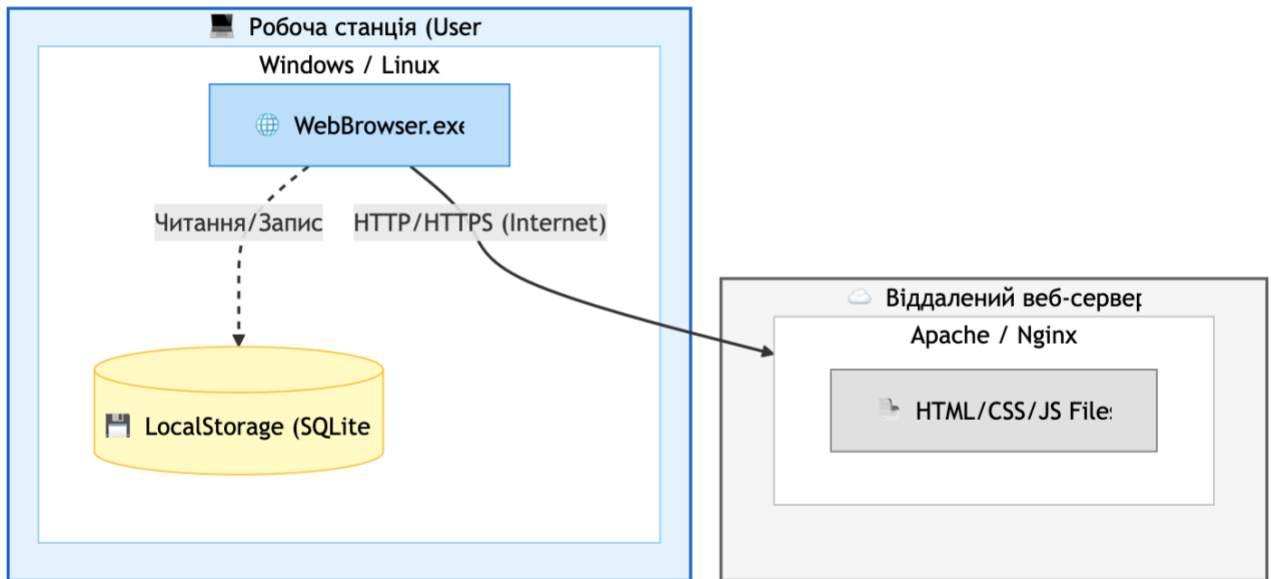 Робоча станція (User
Windows / Linux
WebBrowser.exe
Читання/Запис
HTTP/HTTPS (Internet)
LocalStorage (SQLite
Віддалений веб-сервер
Apache / Nginx
HTML/CSS/JS Files